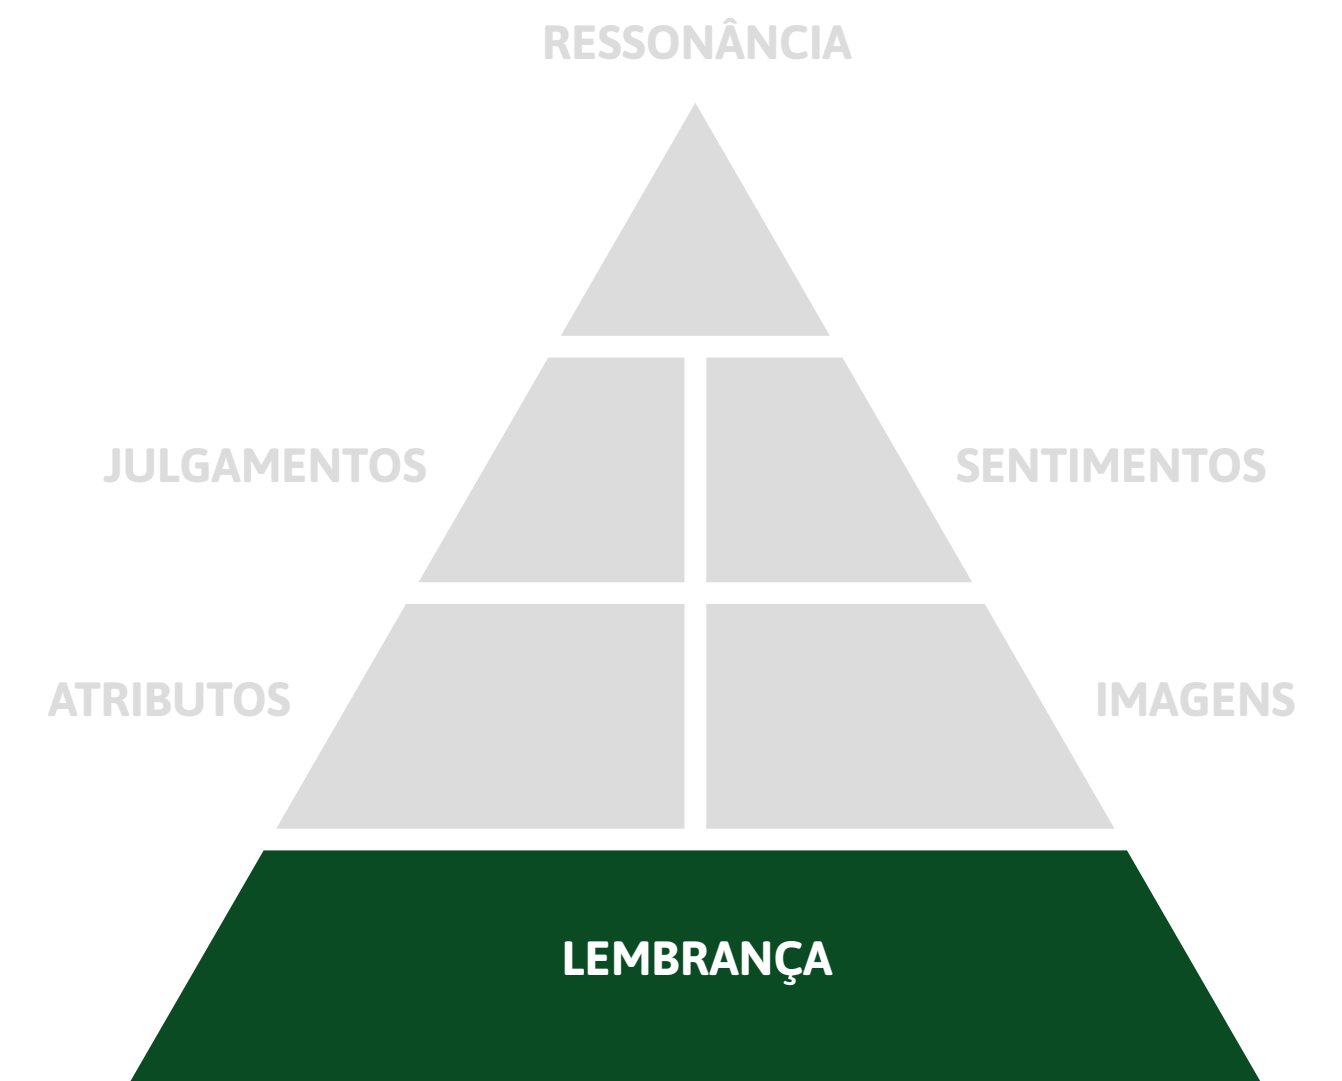 RESSONÂNCIA
JULGAMENTOS
SENTIMENTOS
ATRIBUTOS
IMAGENS
LEMBRANÇA